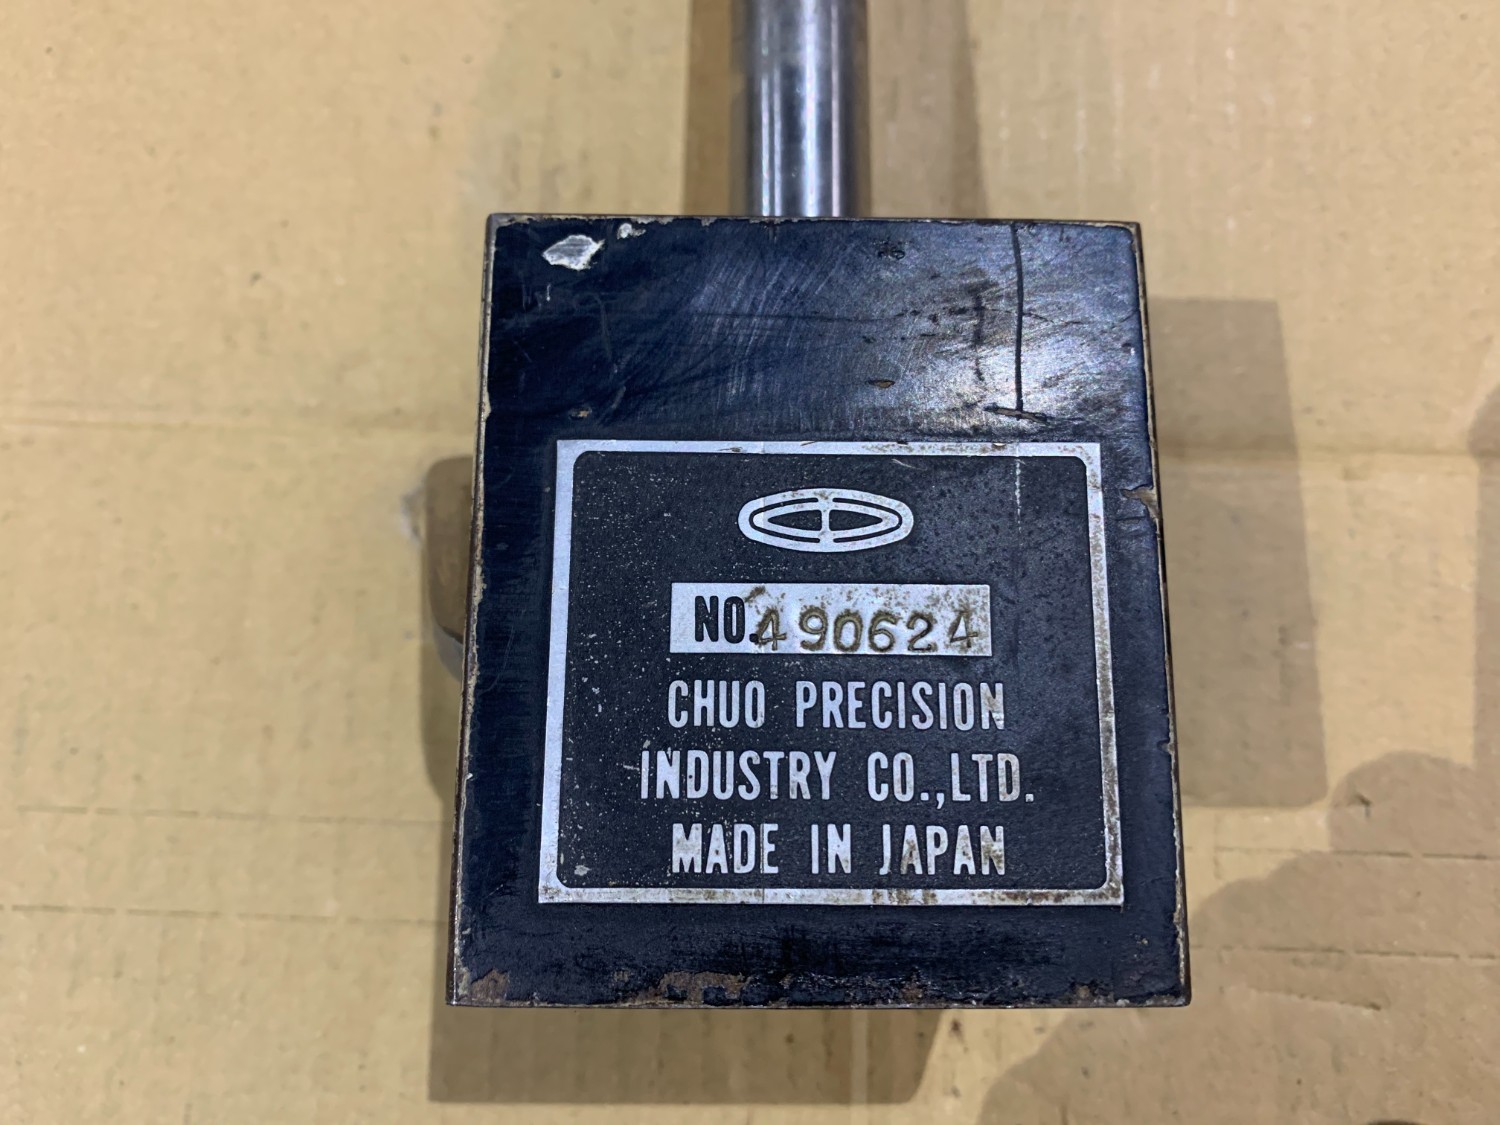 NO.490624
CHUO PRECISION
INDUSTRY CO.,LTD.
MADE IN JAPAN